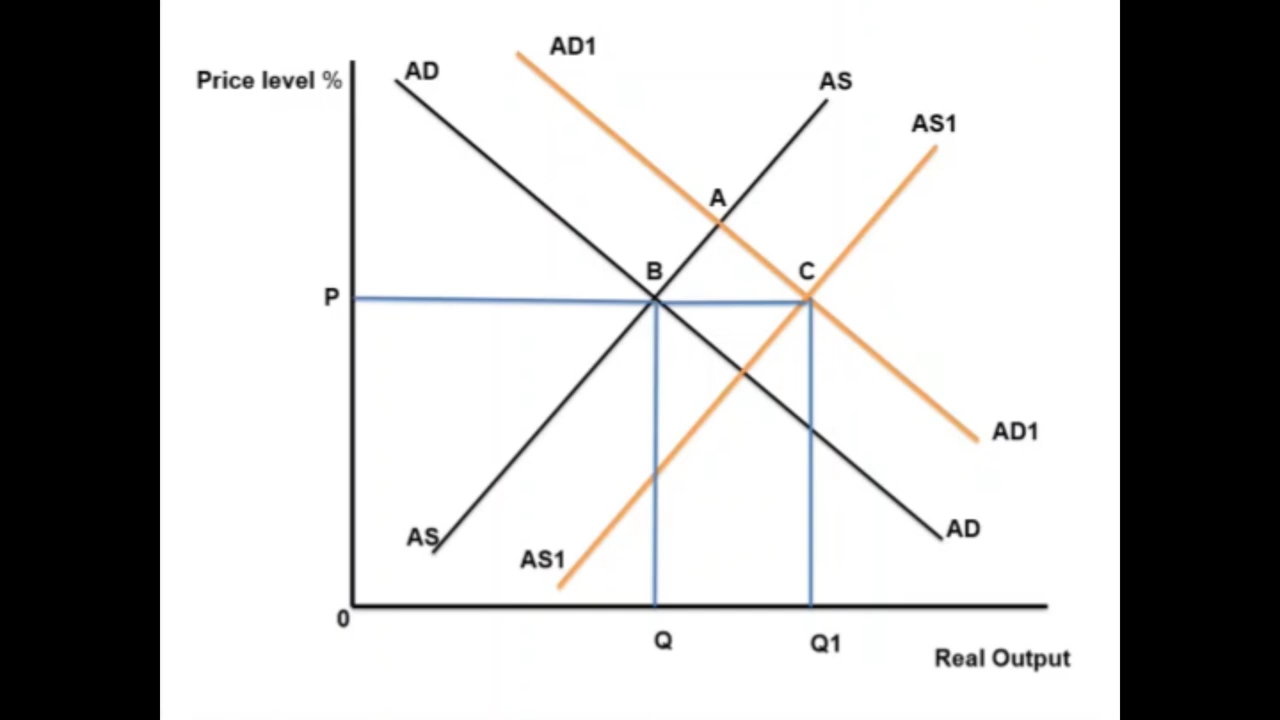 AD1
AD
Price level %
AS
AS1
A
B
C
P
AD1
AD
AS
AS1
0
Q
Q1
Real Output